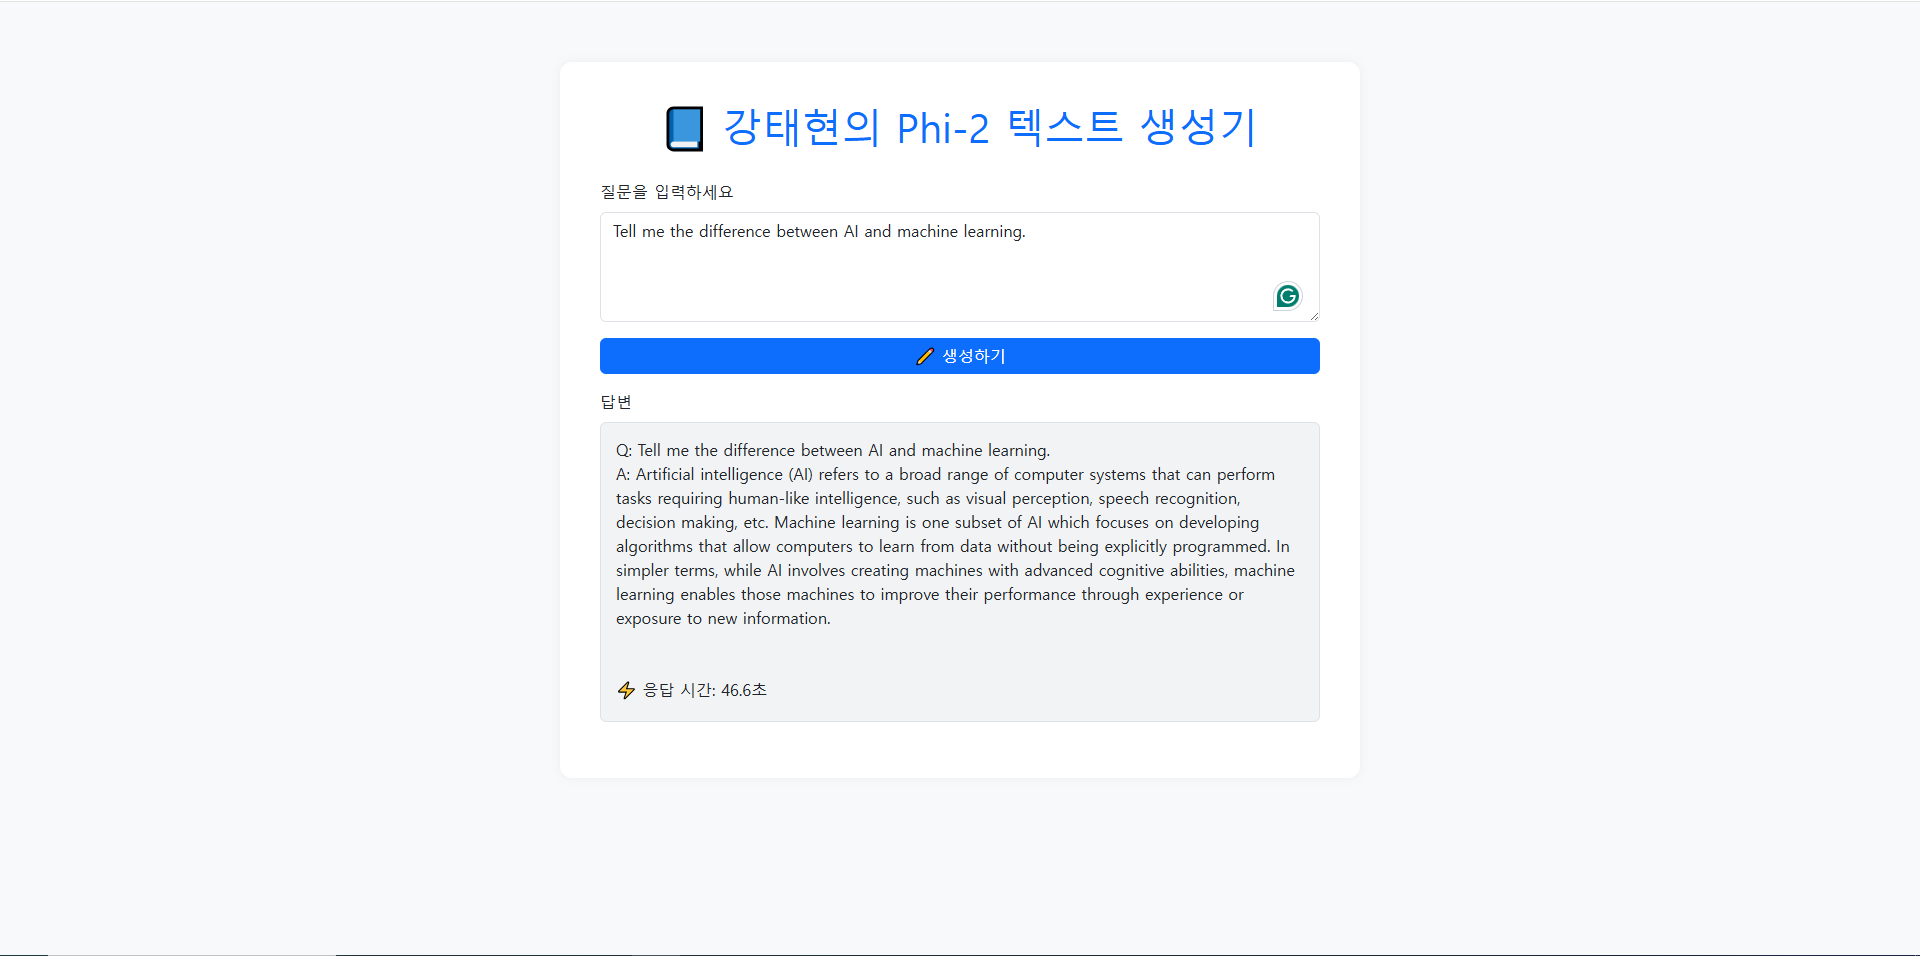 📘 강태현의 Phi-2 텍스트 생성기
질문을 입력하세요
Tell me the difference between AI and machine learning.
✏️ 생성하기
답변
Q: Tell me the difference between AI and machine learning.
A: Artificial intelligence (AI) refers to a broad range of computer systems that can perform
tasks requiring human-like intelligence, such as visual perception, speech recognition,
decision making, etc. Machine learning is one subset of AI which focuses on developing
algorithms that allow computers to learn from data without being explicitly programmed. In
simpler terms, while AI involves creating machines with advanced cognitive abilities, machine
learning enables those machines to improve their performance through experience or
exposure to new information.
⚡ 응답 시간: 46.6초